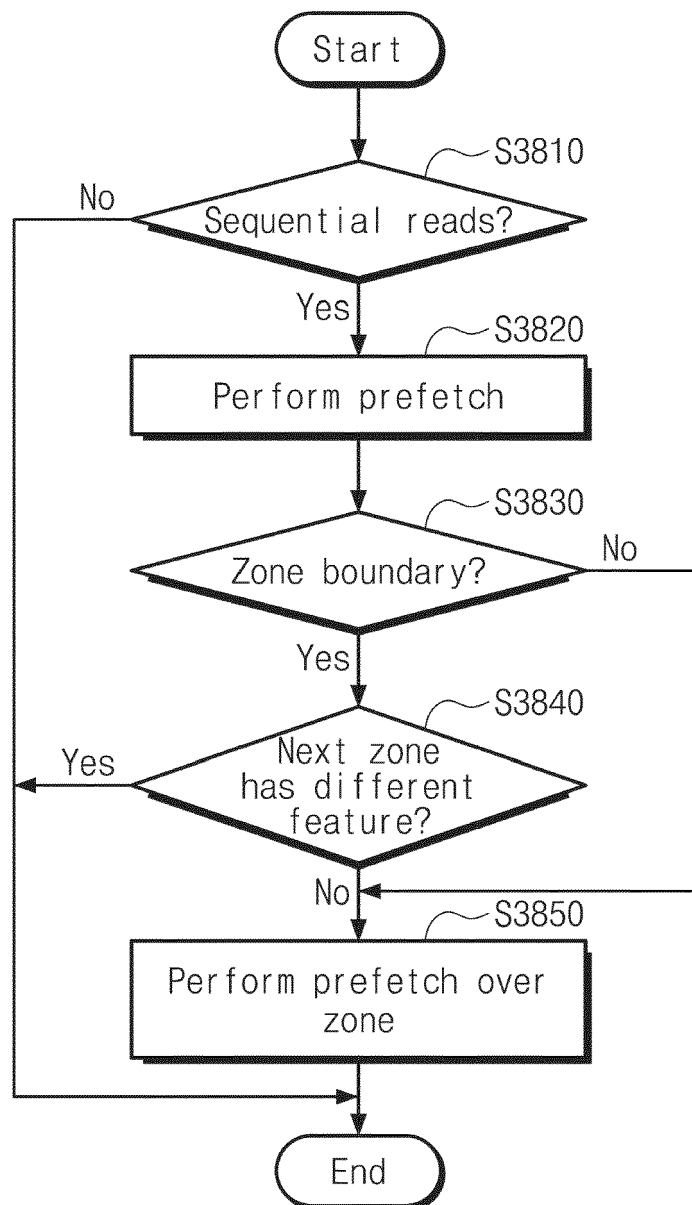 Start
S3810
No
Sequential reads?
Yes
S3820
Perform prefetch
S3830
Zone boundary?
No
Yes
S3840
Next zone
has different
feature?
Yes
No
S3850
Perform prefetch over
zone
End